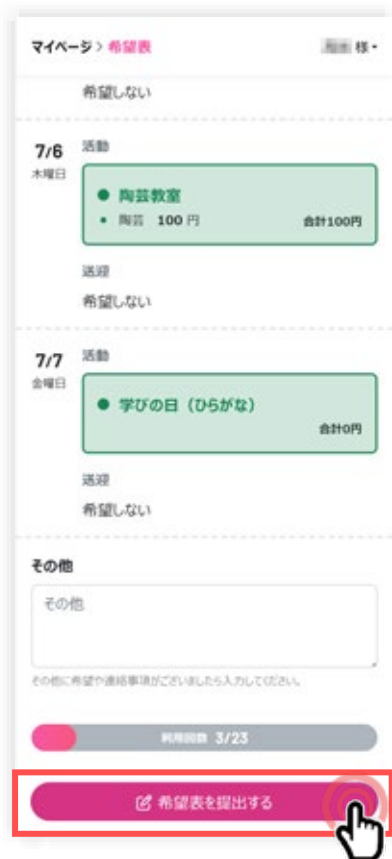 マイページ > 希望表
様
希望しない
7/6 活動
木曜日
陶芸教室
陶芸 100 円 合計100円
送迎
希望しない
7/7 活動
金曜日
学びの日（ひらがな）
合計0円
送迎
希望しない
その他
その他
その他に希望や連絡事項がございましたら入力してください。
利用回数 3/23
希望表を提出する